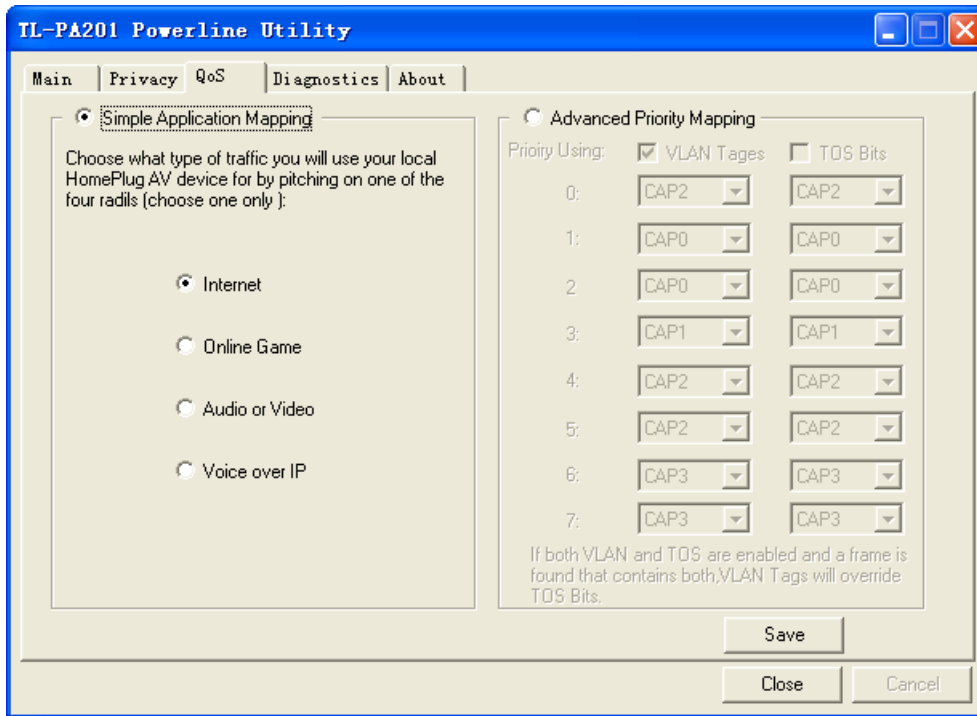 TL-PA201 Powerline Utility
Main Privacy QoS Diagnostics About
Simple Application Mapping
Choose what type of traffic you will use your local
HomePlug AV device for by pitching on one of the
four radils (choose one only ):
Internet
Online Game
Audio or Video
Voice over IP
Advanced Priority Mapping
Prioiry Using: VLAN Tages TOS Bits
0: CAP2 CAP2
1: CAP0 CAP0
2 CAP0 CAP0
3: CAP1 CAP1
4: CAP2 CAP2
5: CAP2 CAP2
6: CAP3 CAP3
7: CAP3 CAP3
If both VLAN and TOS are enabled and a frame is
found that contains both,VLAN Tags will override
TOS Bits.
Save
Close Cancel